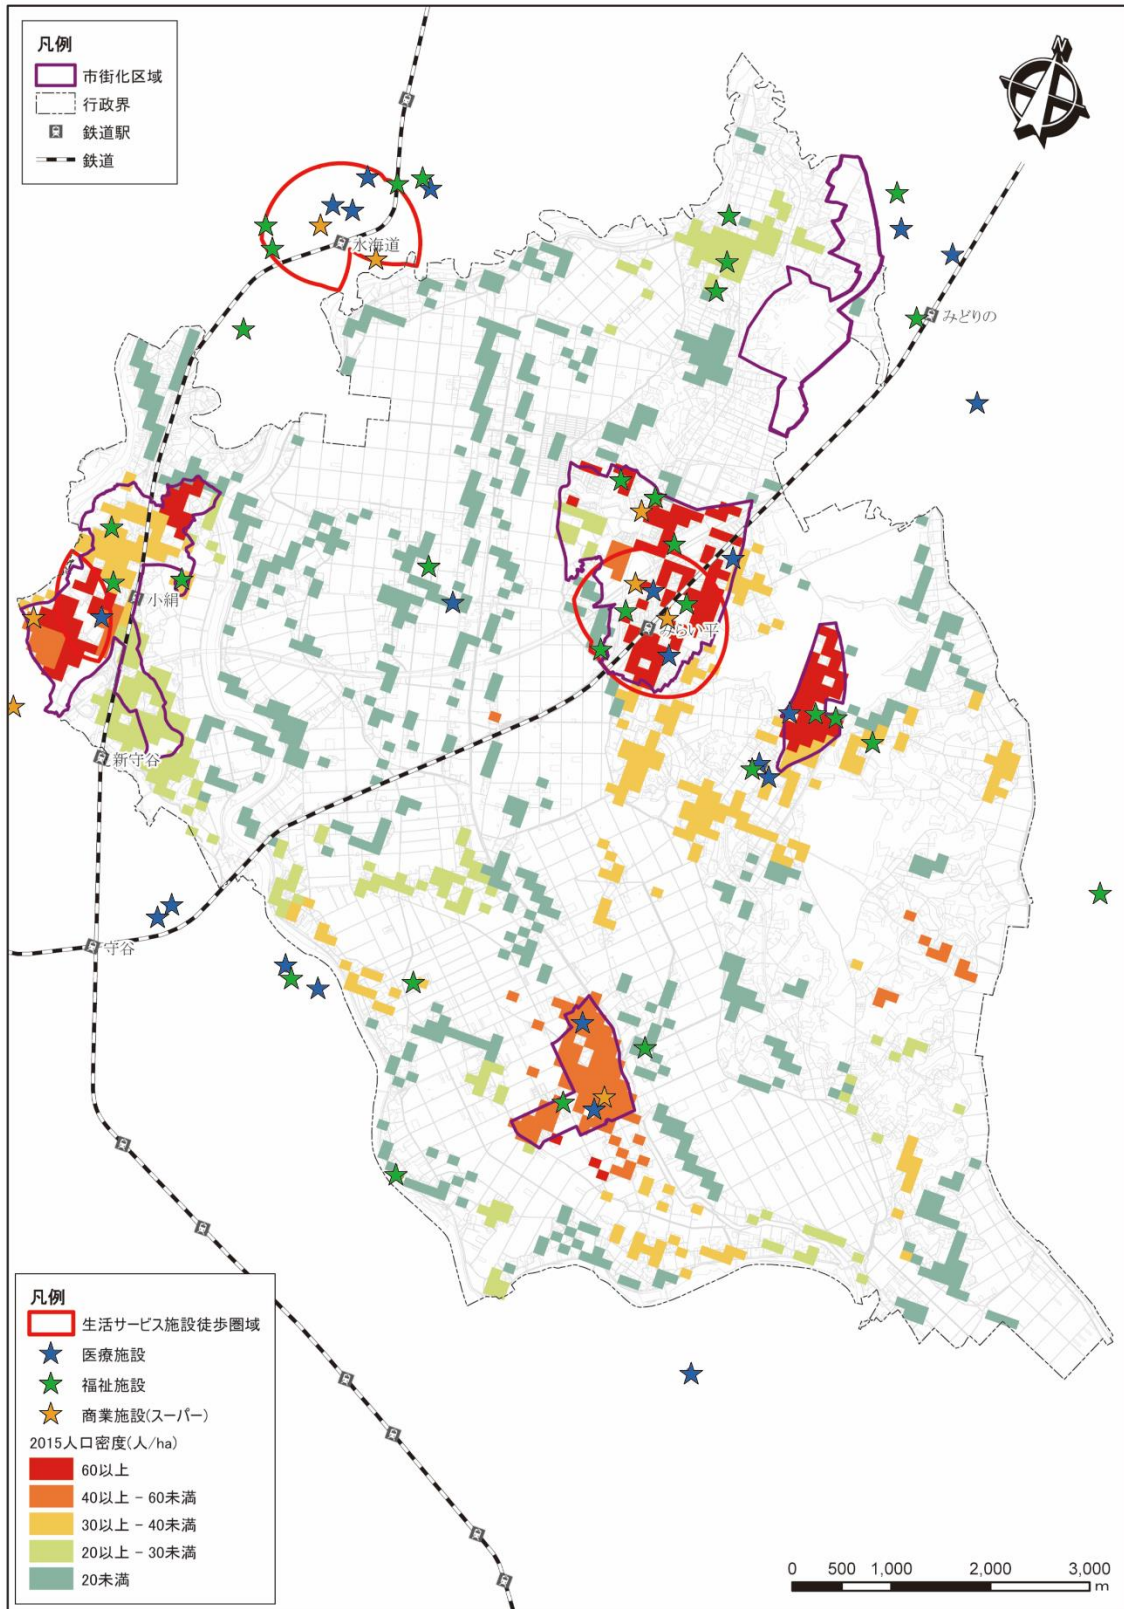 凡例
市街化区域
行政界
鉄道駅
鉄道
N
水海道
みどりの
小絹
みらい平
新守谷
守谷
凡例
生活サービス施設徒歩圏域
医療施設
福祉施設
商業施設(スーパー)
2015人口密度(人/ha)
60以上
40以上 - 60未満
30以上 - 40未満
20以上 - 30未満
20未満
0 500 1,000 2,000 3,000
m